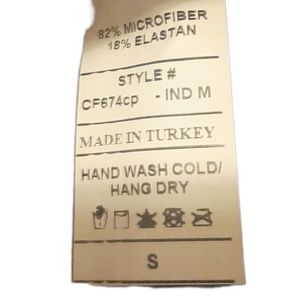 82% MICROFIBER
18% ELASTAN
STYLE #
CF674cp - IND M
MADE IN TURKEY
HAND WASH COLD/
HANG DRY
S